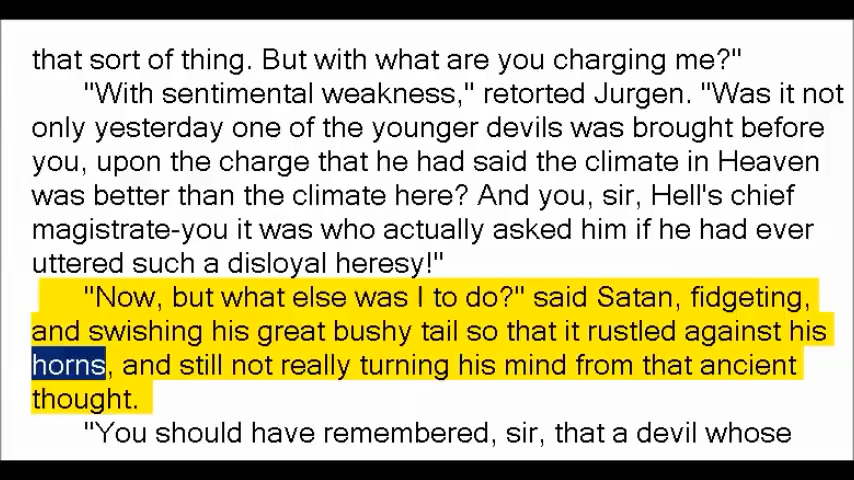 that sort of thing. But with what are you charging me?"
"With sentimental weakness," retorted Jurgen. "Was it not
only yesterday one of the younger devils was brought before
you, upon the charge that he had said the climate in Heaven
was better than the climate here? And you, sir, Hell's chief
magistrate-you it was who actually asked him if he had ever
uttered such a disloyal heresy!"
"Now, but what else was I to do?" said Satan, fidgeting,
and swishing his great bushy tail so that it rustled against his
horns, and still not really turning his mind from that ancient
thought.
"You should have remembered, sir, that a devil whose